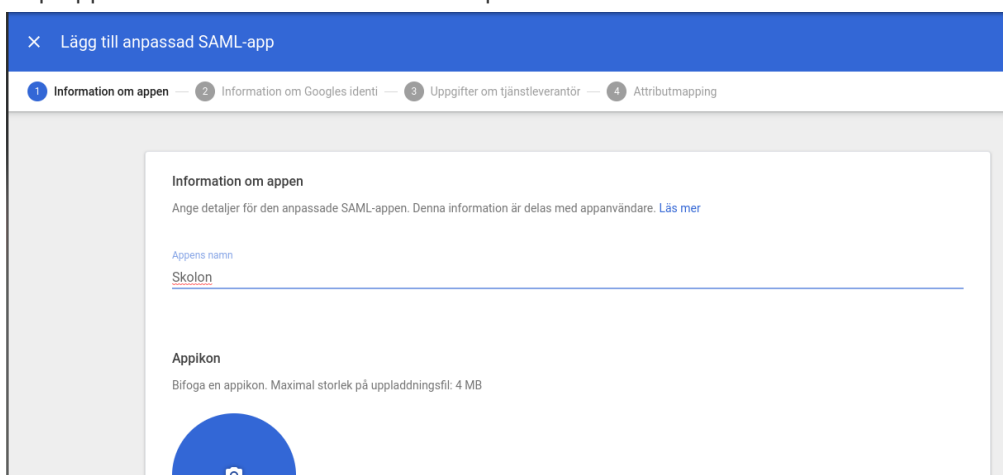 Lägg till anpassad SAML-app
1 Information om appen 2 Information om Googles identi 3 Uppgifter om tjänstleverantör 4 Attributmapping
Information om appen
Ange detaljer för den anpassade SAML-appen. Denna information är delas med appanvändare. Läs mer
Appens namn
Skolon
Appikon
Bifoga en appikon. Maximal storlek på uppladdningsfil: 4 MB